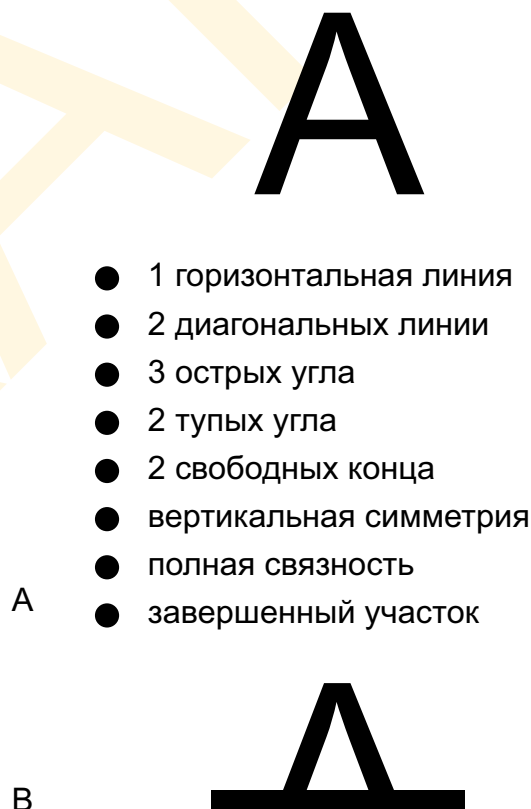 А
● 1 горизонтальная линия
● 2 диагональных линии
● 3 острых угла
● 2 тупых угла
● 2 свободных конца
● вертикальная симметрия
● полная связность
● завершенный участок
А
В